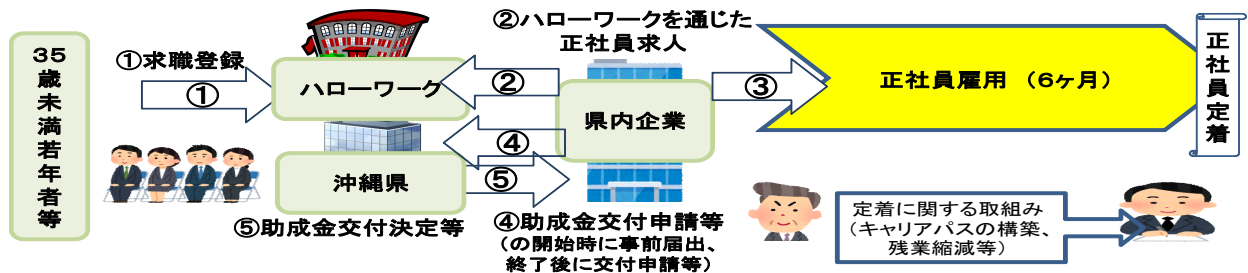 35歳未満若年者等
①求職登録
①
ハローワーク
②ハローワークを通じた
正社員求人
②
県内企業
③
正社員雇用 （6ヶ月）
正社員定着
④
⑤
沖縄県
⑤助成金交付決定等
④助成金交付申請等
（の開始時に事前届出、
終了後に交付申請等）
定着に関する取組み
（キャリアパスの構築、
残業縮減等）